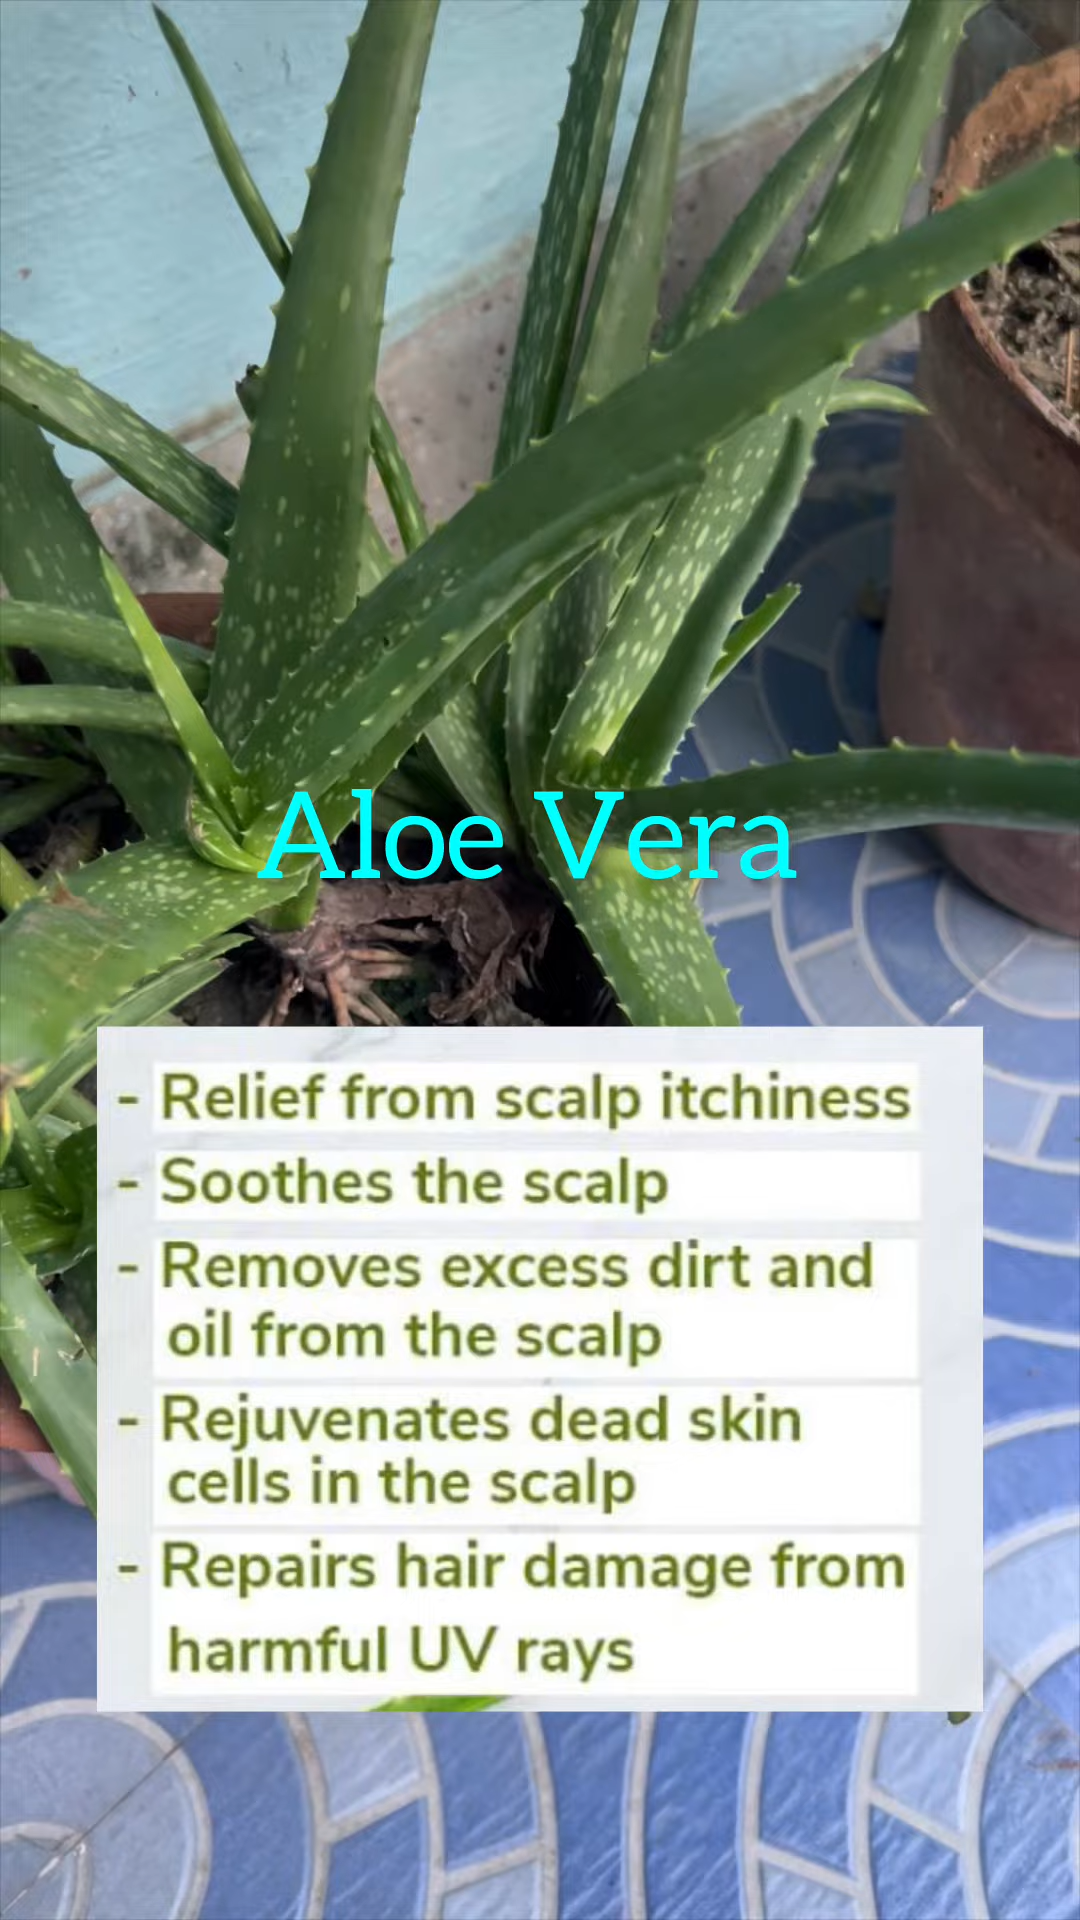 Aloe Vera
- Relief from scalp itchiness
- Soothes the scalp
- Removes excess dirt and
oil from the scalp
- Rejuvenates dead skin
cells in the scalp
- Repairs hair damage from
harmful UV rays